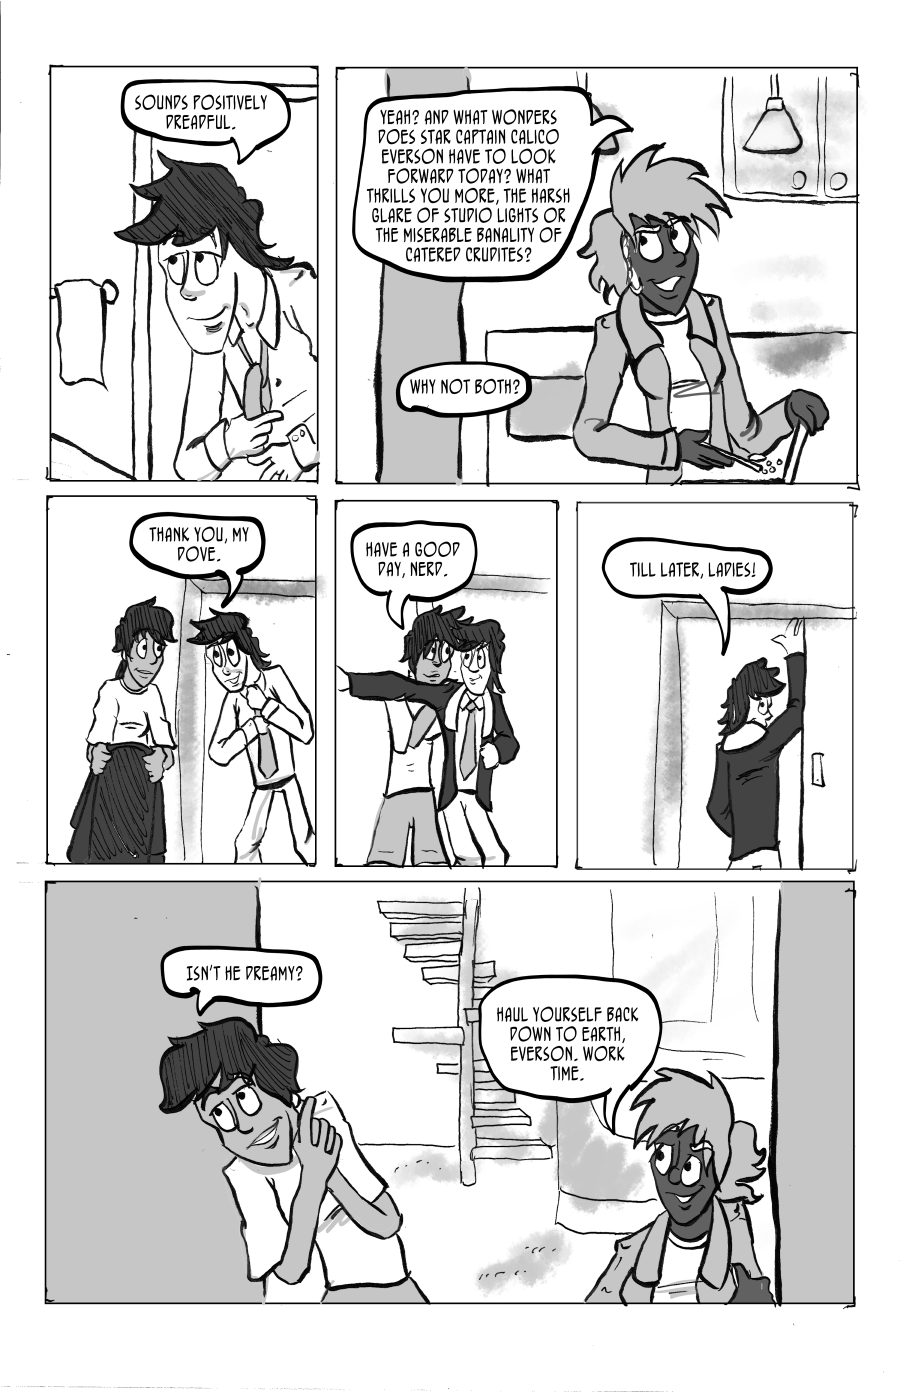 SOUNDS POSITIVELY
DREADFUL.
YEAH? AND WHAT WONDERS
DOES STAR CAPTAIN CALICO
EVERSON HAVE TO LOOK
FORWARD TODAY? WHAT
THRILLS YOU MORE, THE HARSH
GLARE OF STUDIO LIGHTS OR
THE MISERABLE BANALITY OF
CATERED CRUDITES?
WHY NOT BOTH?
THANK YOU, MY
DOVE.
HAVE A GOOD
DAY, NERD.
TILL LATER, LADIES!
ISN'T HE DREAMY?
HAUL YOURSELF BACK
DOWN TO EARTH,
EVERSON. WORK
TIME.